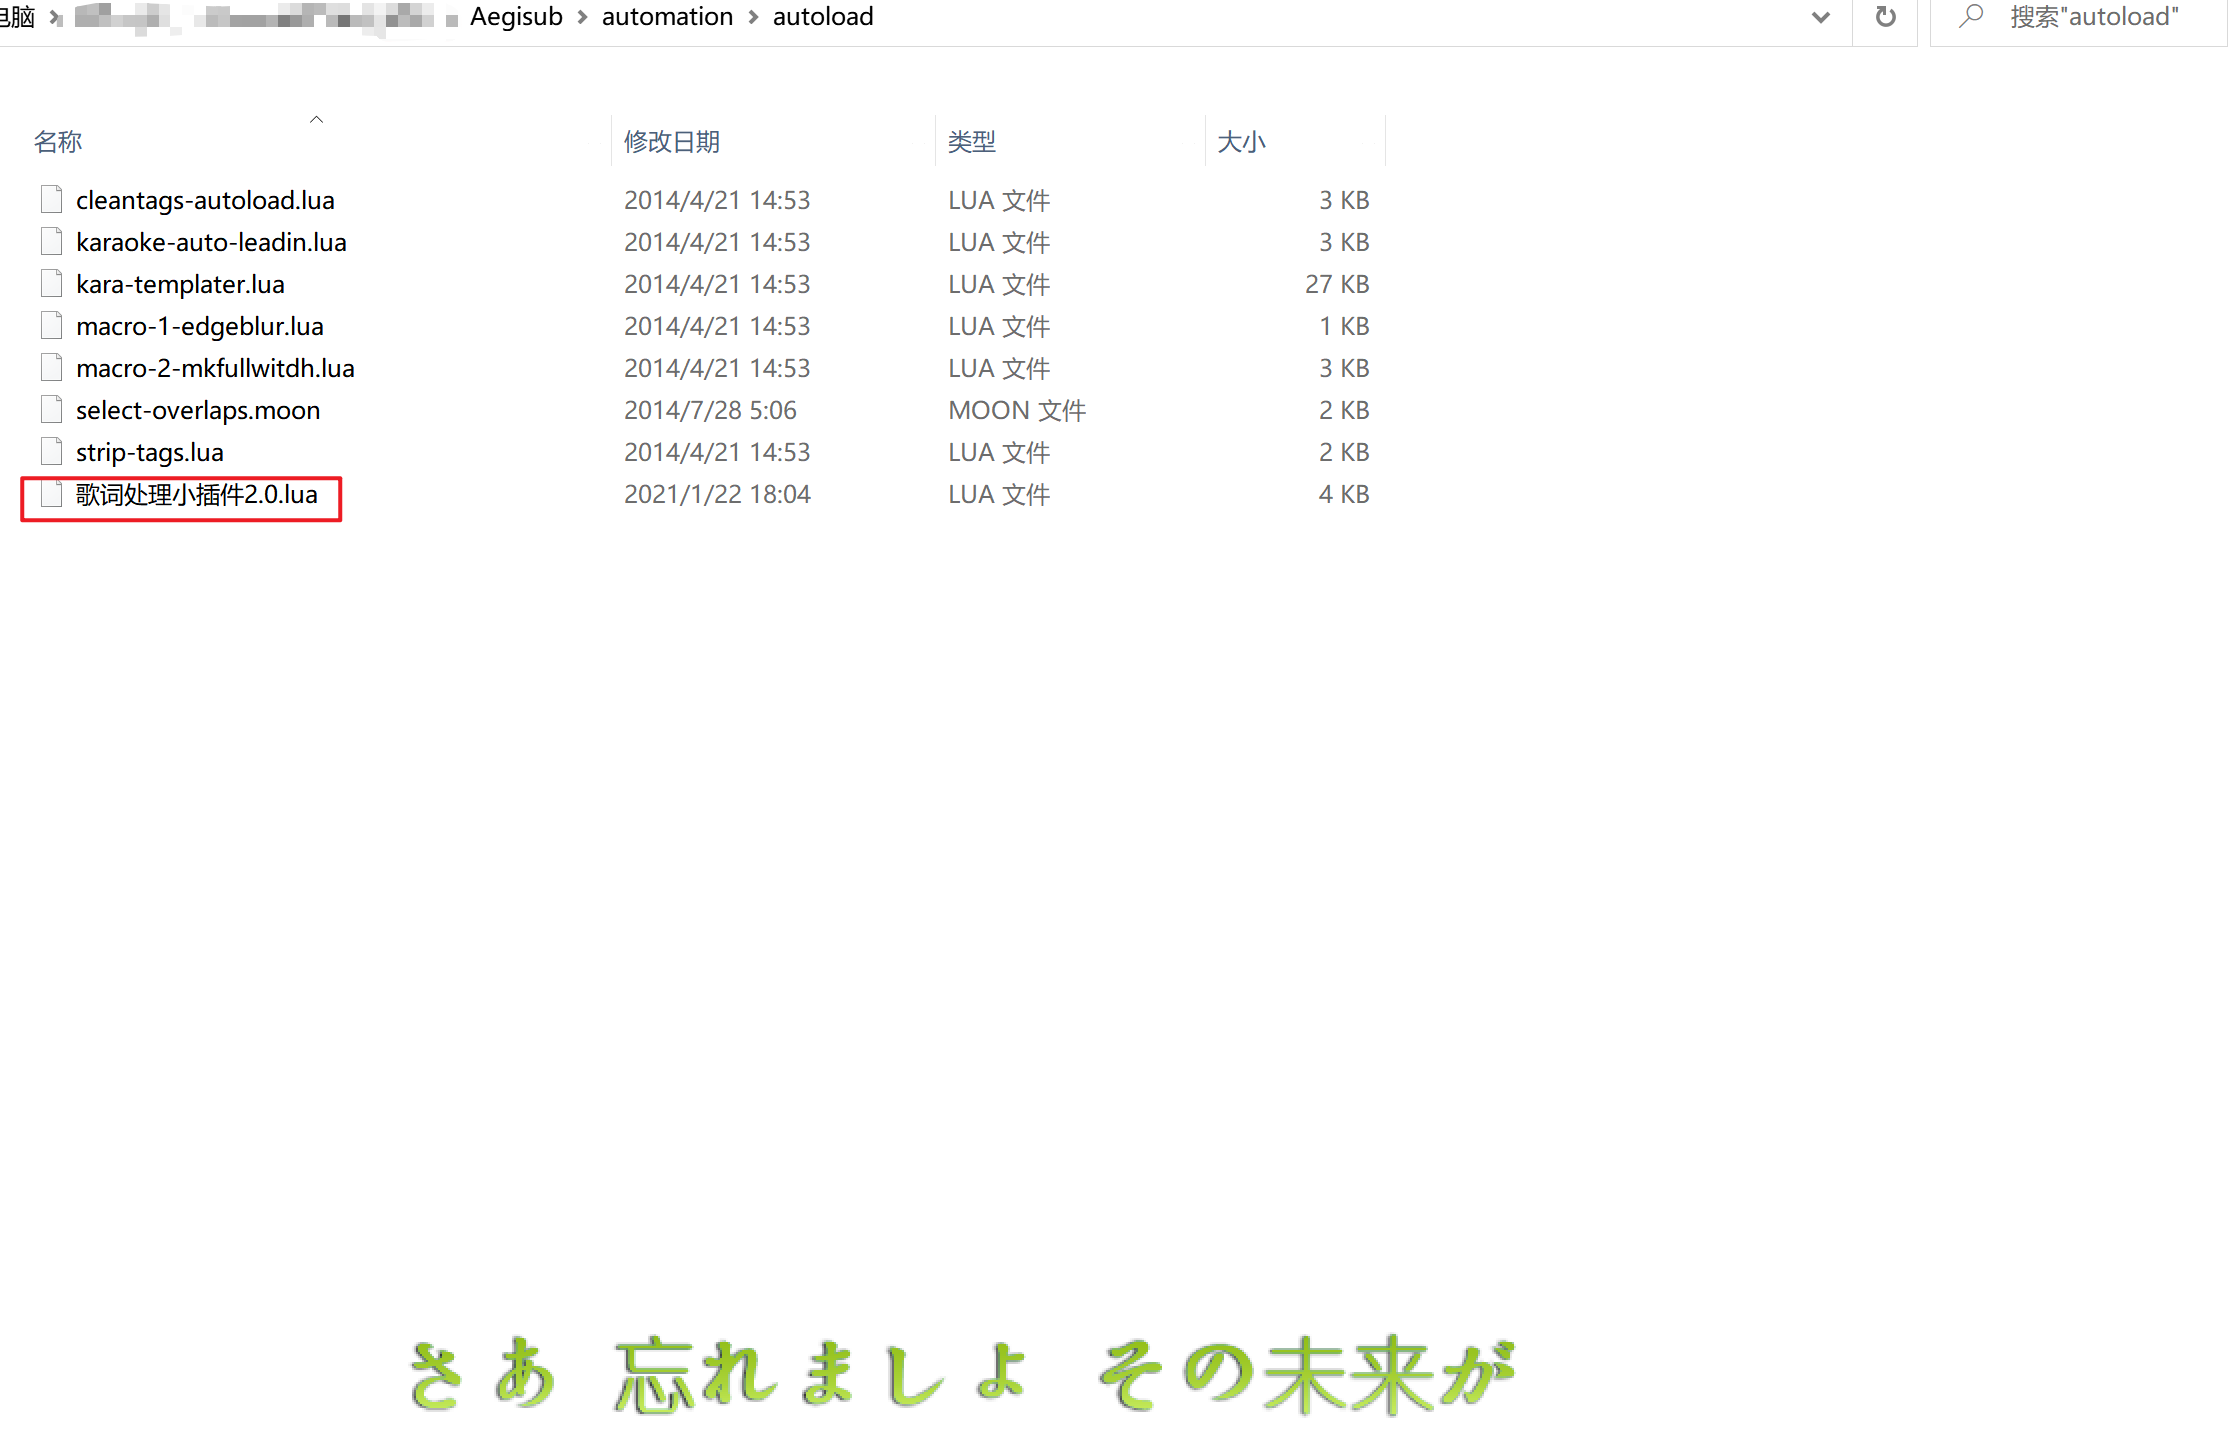 电脑 Aegisub automation autoload 搜索"autoload"
名称 修改日期 类型 大小
cleantags-autoload.lua 2014/4/21 14:53 LUA 文件 3 KB
karaoke-auto-leadin.lua 2014/4/21 14:53 LUA 文件 3 KB
kara-templater.lua 2014/4/21 14:53 LUA 文件 27 KB
macro-1-edgeblur.lua 2014/4/21 14:53 LUA 文件 1 KB
macro-2-mkfullwitdh.lua 2014/4/21 14:53 LUA 文件 3 KB
select-overlaps.moon 2014/7/28 5:06 MOON 文件 2 KB
strip-tags.lua 2014/4/21 14:53 LUA 文件 2 KB
歌词处理小插件2.0.lua 2021/1/22 18:04 LUA 文件 4 KB
さあ 忘れましょ その未来が